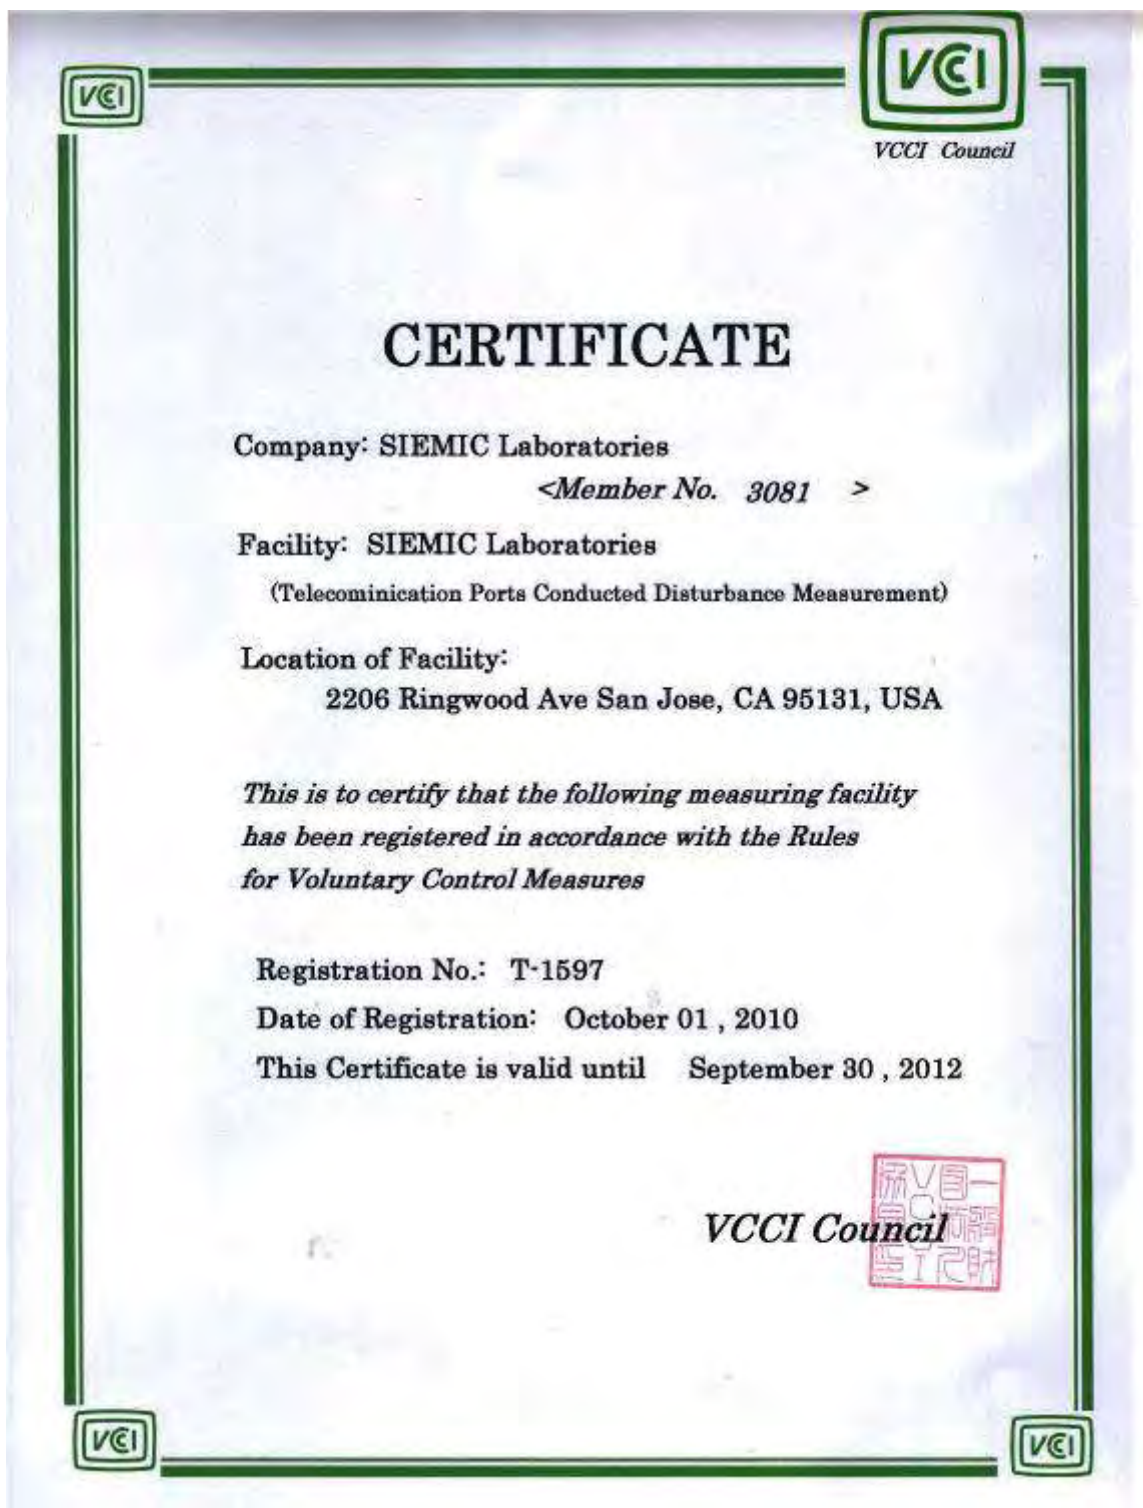 VCCI
VCCI
VCCI Council
CERTIFICATE
Company: SIEMIC Laboratories
<Member No. 3081 >
Facility: SIEMIC Laboratories
(Telecominication Ports Conducted Disturbance Measurement)
Location of Facility:
2206 Ringwood Ave San Jose, CA 95131, USA
This is to certify that the following measuring facility
has been registered in accordance with the Rules
for Voluntary Control Measures
Registration No.: T-1597
Date of Registration: October 01 , 2010
This Certificate is valid until September 30 , 2012
VCCI Council
VCCI
VCCI
VCCI